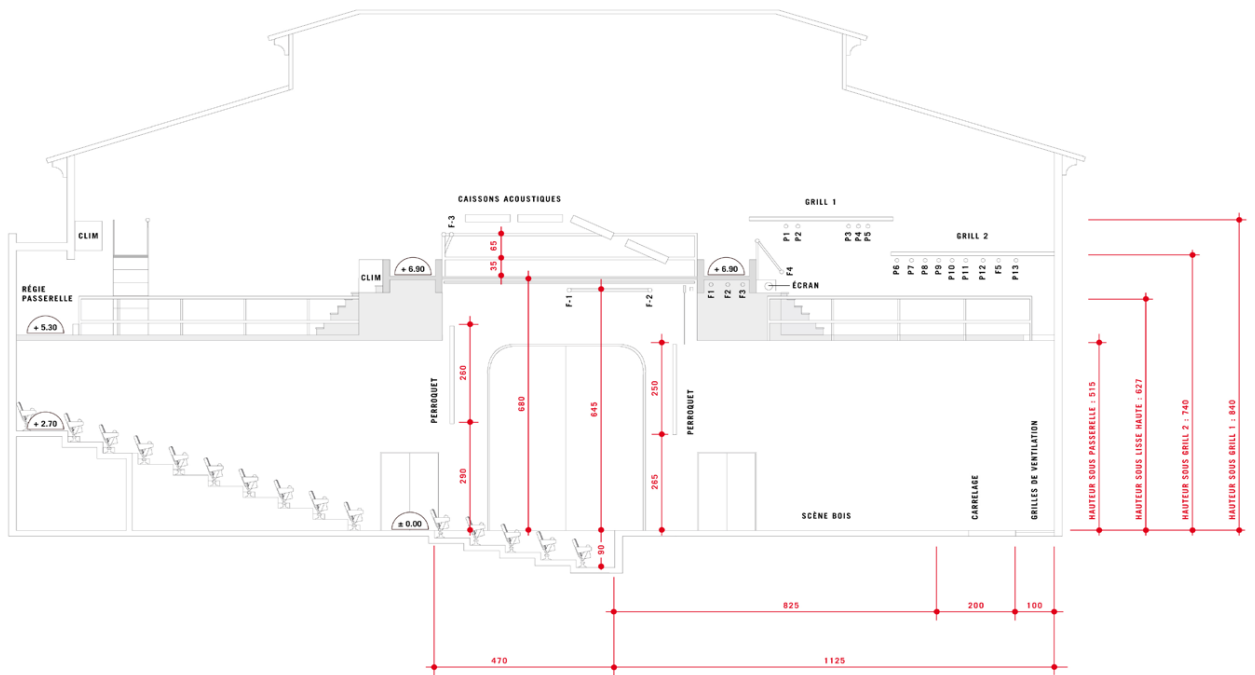 CAISSONS ACOUSTIQUES
GRILL 1
GRILL 2
CLIM
F-3
65
35
P1
P2
P3
P4
P5
P6
P7
P8
P9
P10
P11
P12
F5
P13
CLIM
+ 6.90
+ 6.90
F4
ÉCRAN
F1
F2
F3
F-1
F-2
RÉGIE
PASSERELLE
+ 5.30
260
PERROQUET
290
680
645
250
PERROQUET
265
+ 2.70
± 0.00
90
SCÈNE BOIS
CARRELAGE
GRILLES DE VENTILATION
HAUTEUR SOUS PASSERELLE : 515
HAUTEUR SOUS LISSE HAUTE : 627
HAUTEUR SOUS GRILL 2 : 740
HAUTEUR SOUS GRILL 1 : 840
825
200
100
470
1125